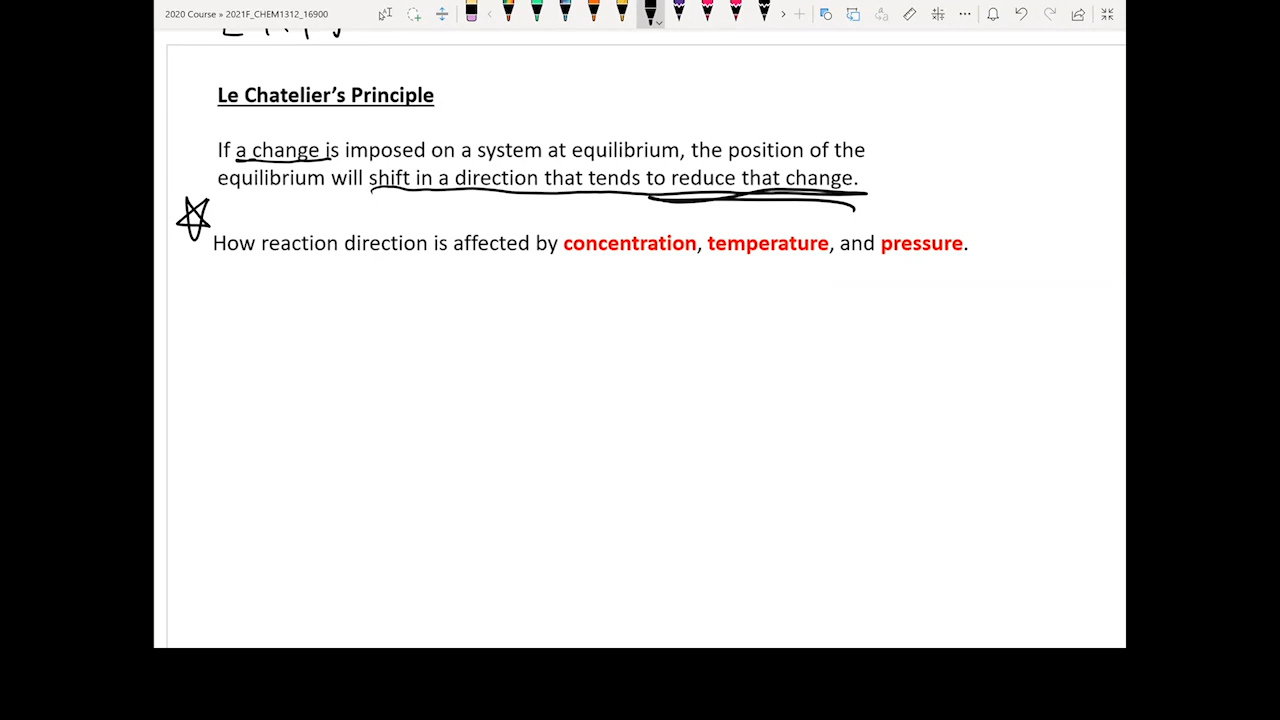 2020 Course » 2021F_CHEM1312_16900
Le Chatelier's Principle
If a change is imposed on a system at equilibrium, the position of the
equilibrium will shift in a direction that tends to reduce that change.
How reaction direction is affected by concentration, temperature, and pressure.